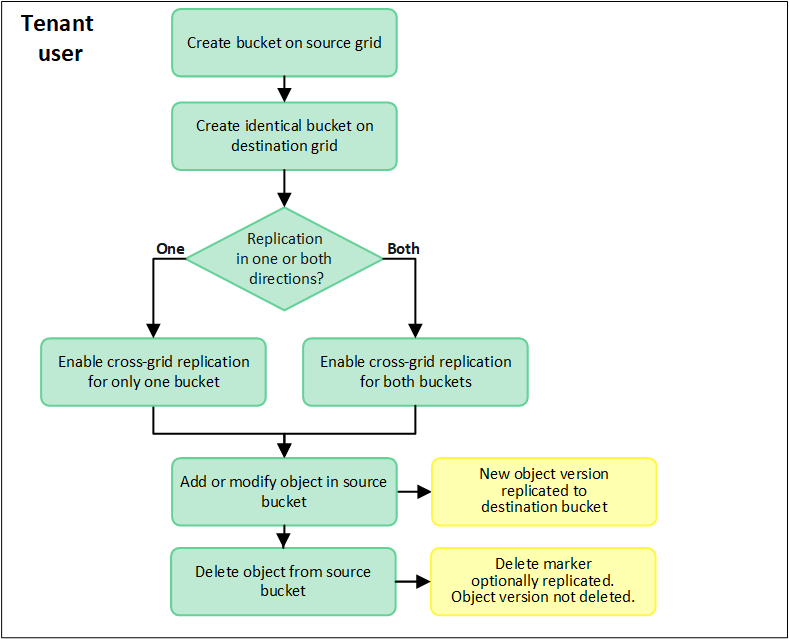 Tenant
user
Create bucket on source grid
Create identical bucket on
destination grid
Replication
in one or both
directions?
One
Both
Enable cross-grid replication
for only one bucket
Enable cross-grid replication
for both buckets
Add or modify object in source
bucket
New object version
replicated to
destination bucket
Delete object from source
bucket
Delete marker
optionally replicated.
Object version not deleted.